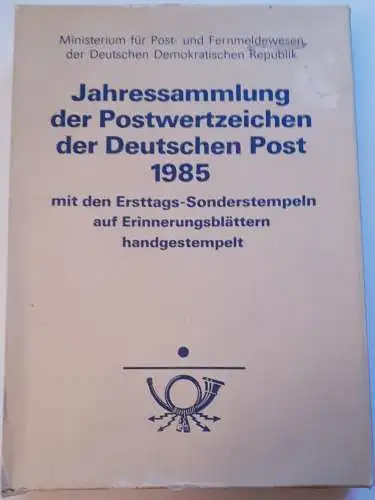 Ministerium für Post- und Fernmeldewesen
der Deutschen Demokratischen Republik
Jahressammlung
der Postwertzeichen
der Deutschen Post
1985
mit den Ersttags-Sonderstempeln
auf Erinnerungsblättern
handgestempelt